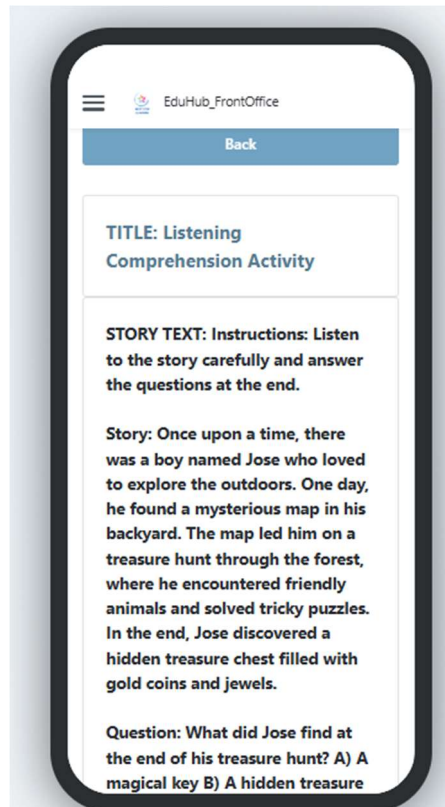 EduHub_FrontOffice
Back
TITLE: Listening
Comprehension Activity
STORY TEXT: Instructions: Listen
to the story carefully and answer
the questions at the end.
Story: Once upon a time, there
was a boy named Jose who loved
to explore the outdoors. One day,
he found a mysterious map in his
backyard. The map led him on a
treasure hunt through the forest,
where he encountered friendly
animals and solved tricky puzzles.
In the end, Jose discovered a
hidden treasure chest filled with
gold coins and jewels.
Question: What did Jose find at
the end of his treasure hunt? A) A
magical key B) A hidden treasure